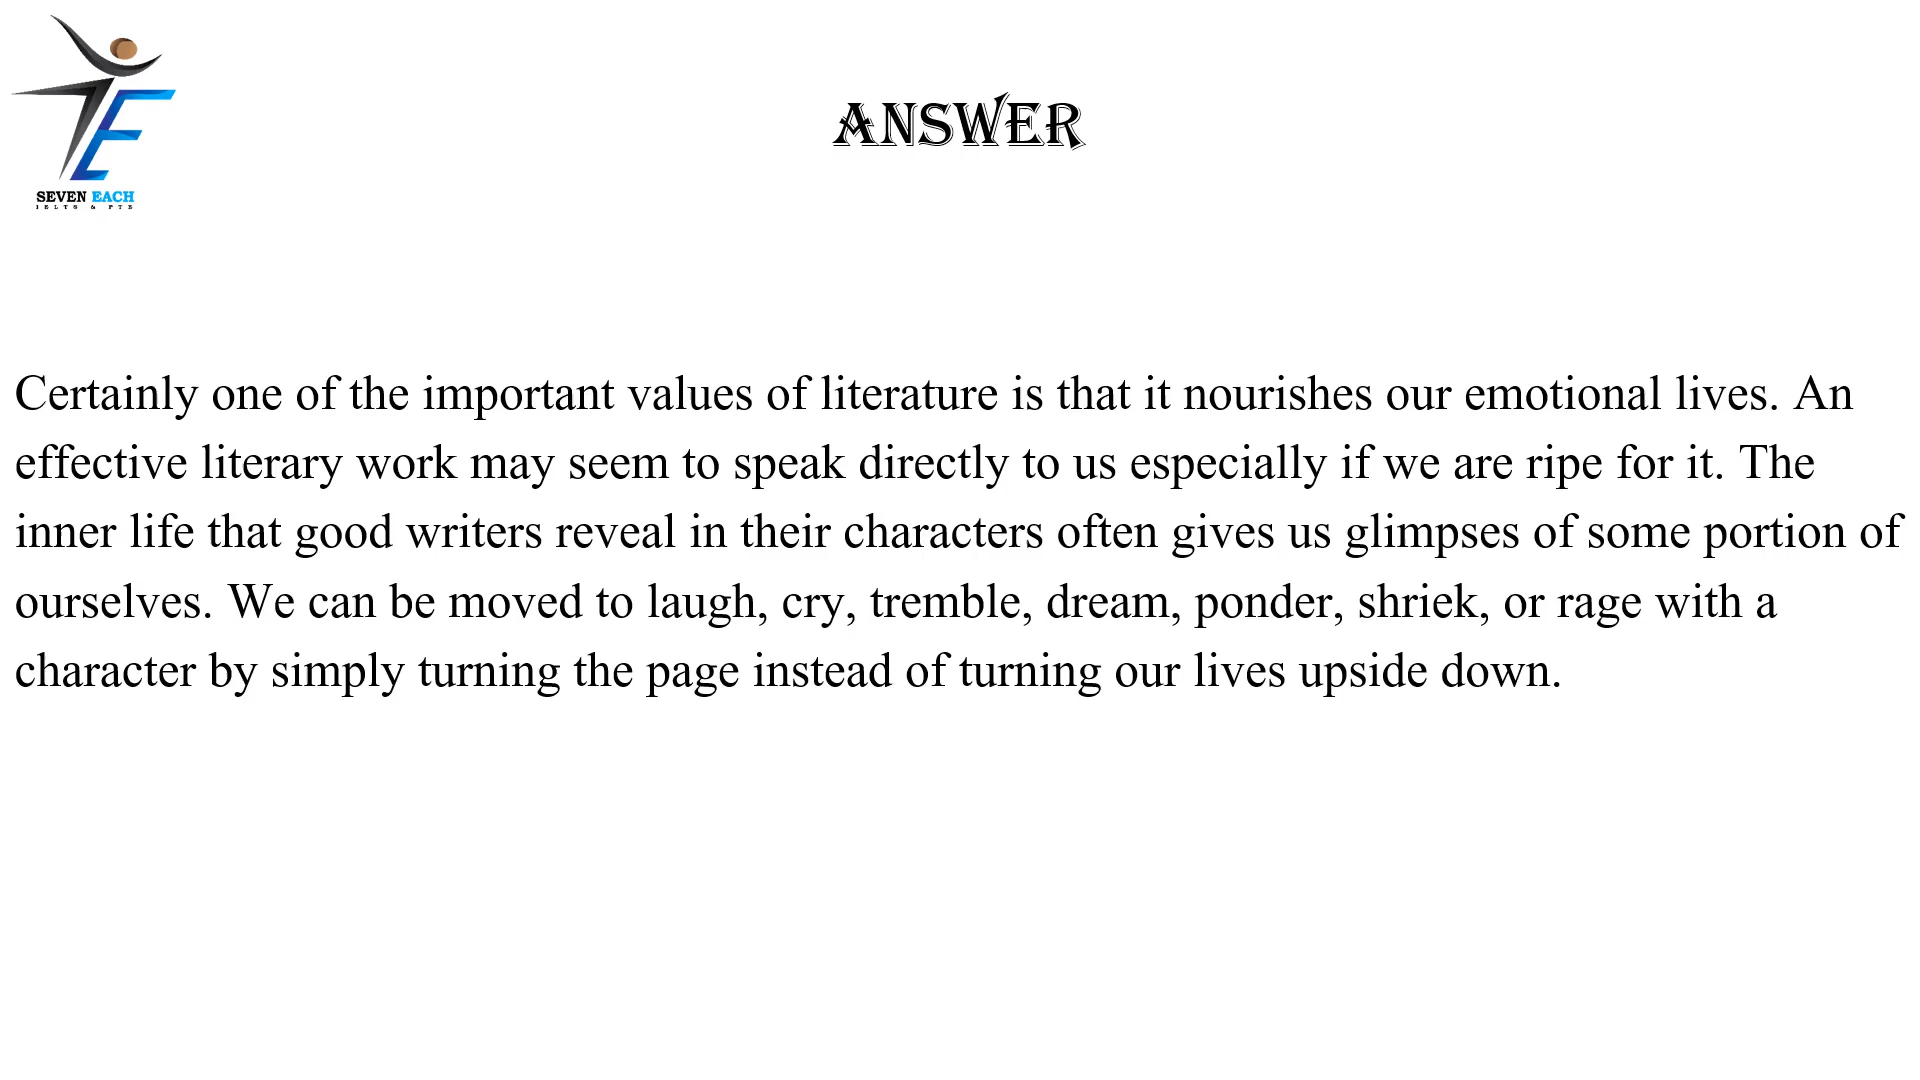 SEVEN EACH
IELTS & PTE
ANSWER
Certainly one of the important values of literature is that it nourishes our emotional lives. An
effective literary work may seem to speak directly to us especially if we are ripe for it. The
inner life that good writers reveal in their characters often gives us glimpses of some portion of
ourselves. We can be moved to laugh, cry, tremble, dream, ponder, shriek, or rage with a
character by simply turning the page instead of turning our lives upside down.